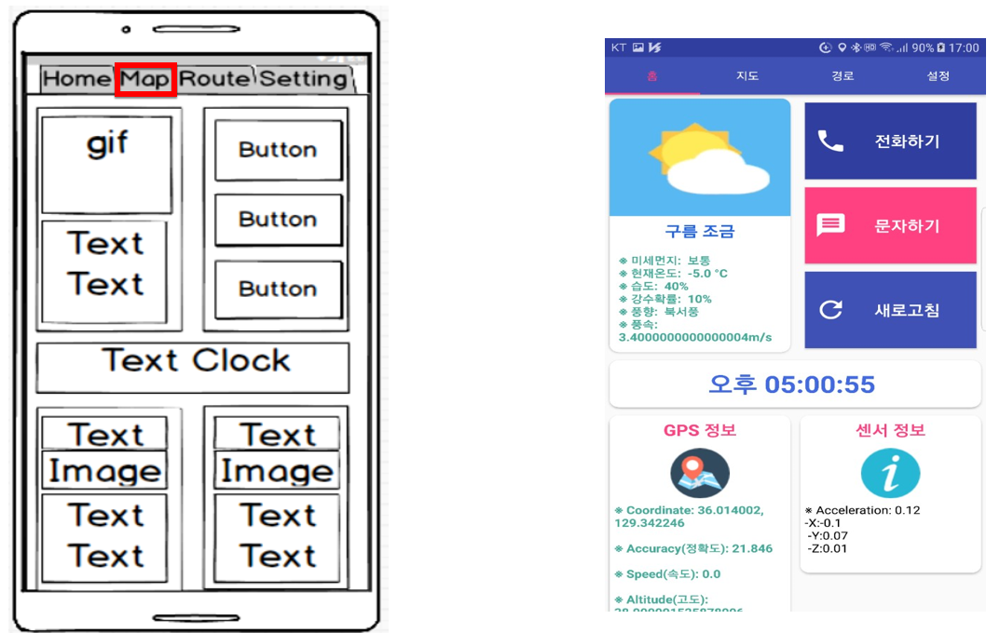 Home Map Route Setting
gif
Text
Text
Button
Button
Button
Text Clock
Text
Image
Text
Text
Text
Image
Text
Text
KT 90% 17:00
홈 지도 경로 설정
구름 조금
※ 미세먼지: 보통
※ 현재온도: -5.0 °C
※ 습도: 40%
※ 강수확률: 10%
※ 풍향: 북서풍
※ 풍속:
3.4000000000000004m/s
전화하기
문자하기
새로고침
오후 05:00:55
GPS 정보
※ Coordinate: 36.014002,
129.342246
※ Accuracy(정확도): 21.846
※ Speed(속도): 0.0
※ Altitude(고도):
센서 정보
※ Acceleration: 0.12
-X:-0.1
-Y:0.07
-Z:0.01